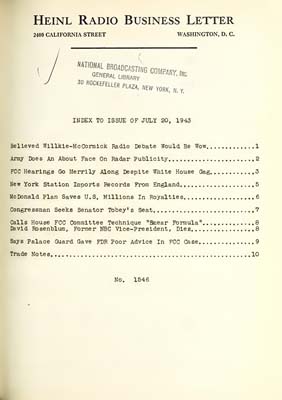 HEINL RADIO BUSINESS LETTER
2400 CALIFORNIA STREET WASHINGTON, D. C.
NATIONAL BROADCASTING COMPANY, Inc.
GENERAL LIBRARY
30 ROCKEFELLER PLAZA, NEW YORK, N. Y.
INDEX TO ISSUE OF JULY 20, 1943
Believed Willkie-McCormick Radio Debate Would Be Wow.............1
Army Does An About Face On Radar Publicity.......................2
FCC Hearings Go Merrily Along Despite White House Gag............3
New York Station Imports Records From England....................5
McDonald Plan Saves U.S. Millions In Royalties...................6
Congressman Seeks Senator Tobey's Seat...........................7
Calls House FCC Committee Technique "Smear Formula"..............8
David Rosenblum, Former NBC Vice-President, Dies.................8
Says Palace Guard Gave FDR Poor Advice In FCC Case...............9
Trade Notes.....................................................10
No. 1546